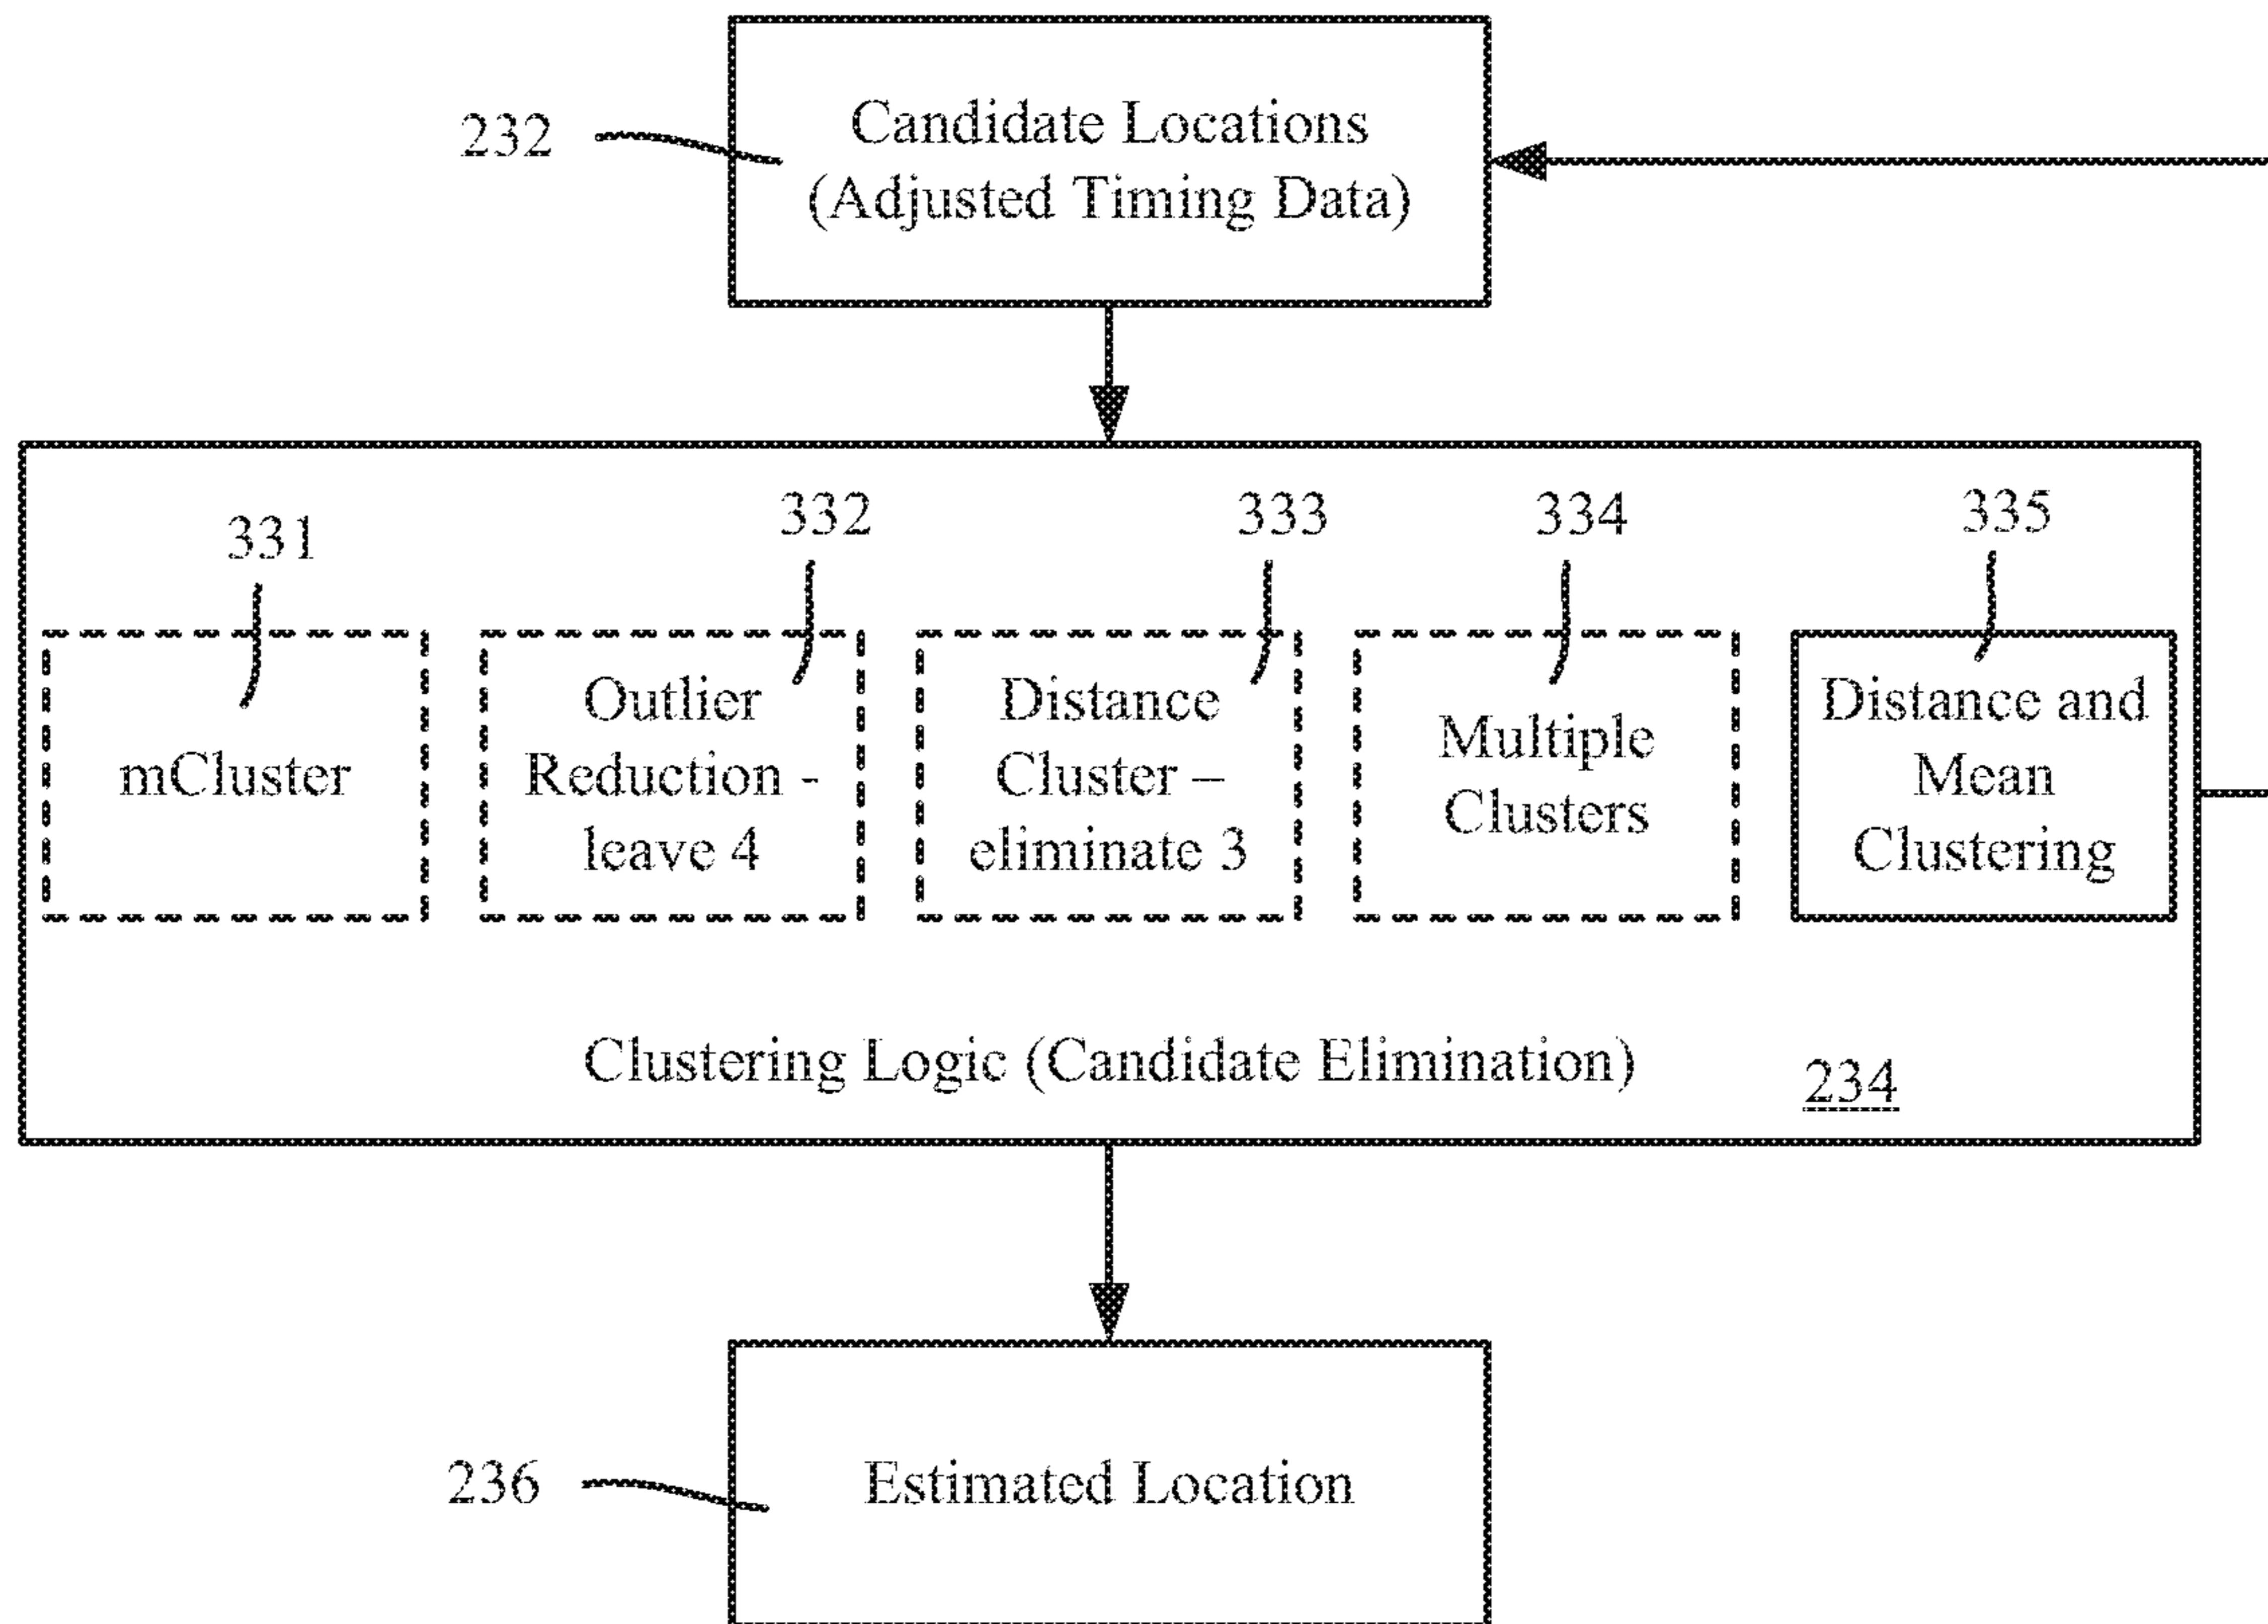 232
Candidate Locations
(Adjusted Timing Data)
331
332
333
334
335
mCluster
Outlier
Reduction -
leave 4
Distance
Cluster –
eliminate 3
Multiple
Clusters
Distance and
Mean
Clustering
Clustering Logic (Candidate Elimination)
234
236
Estimated Location